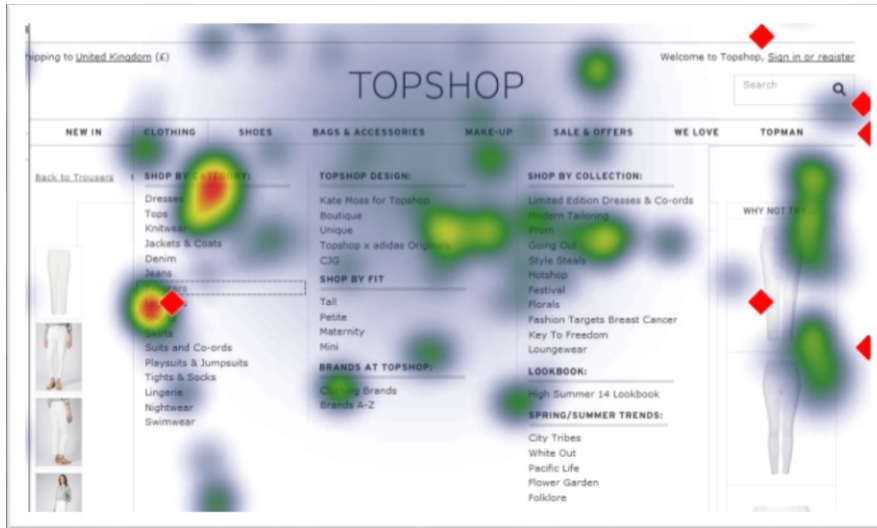 hipping to United Kingdom (£)
Welcome to Topshop, Sign in or register
TOPSHOP
Search
NEW IN
CLOTHING
SHOES
BAGS & ACCESSORIES
MAKE-UP
SALE & OFFERS
WE LOVE
TOPMAN
Back to Trousers
SHOP BY CATEGORY:
Dresses
Tops
Knitwear
Jackets & Coats
Denim
Jeans
Suits and Co-ords
Playsuits & Jumpsuits
Tights & Socks
Lingerie
Nightwear
Swimwear
TOPSHOP DESIGN:
Kate Moss for Topshop
Boutique
Unique
Topshop x adidas Originals
CJG
SHOP BY FIT
Tall
Petite
Maternity
Mini
BRANDS AT TOPSHOP:
Clothing Brands
Brands A-Z
SHOP BY COLLECTION:
Limited Edition Dresses & Co-ords
Modern Tailoring
Prom
Going Out
Style Steals
Hotshop
Festival
Florals
Fashion Targets Breast Cancer
Key To Freedom
Loungewear
LOOKBOOK:
High Summer 14 Lookbook
SPRING/SUMMER TRENDS:
City Tribes
White Out
Pacific Life
Flower Garden
Folklore
WHY NOT TRY...